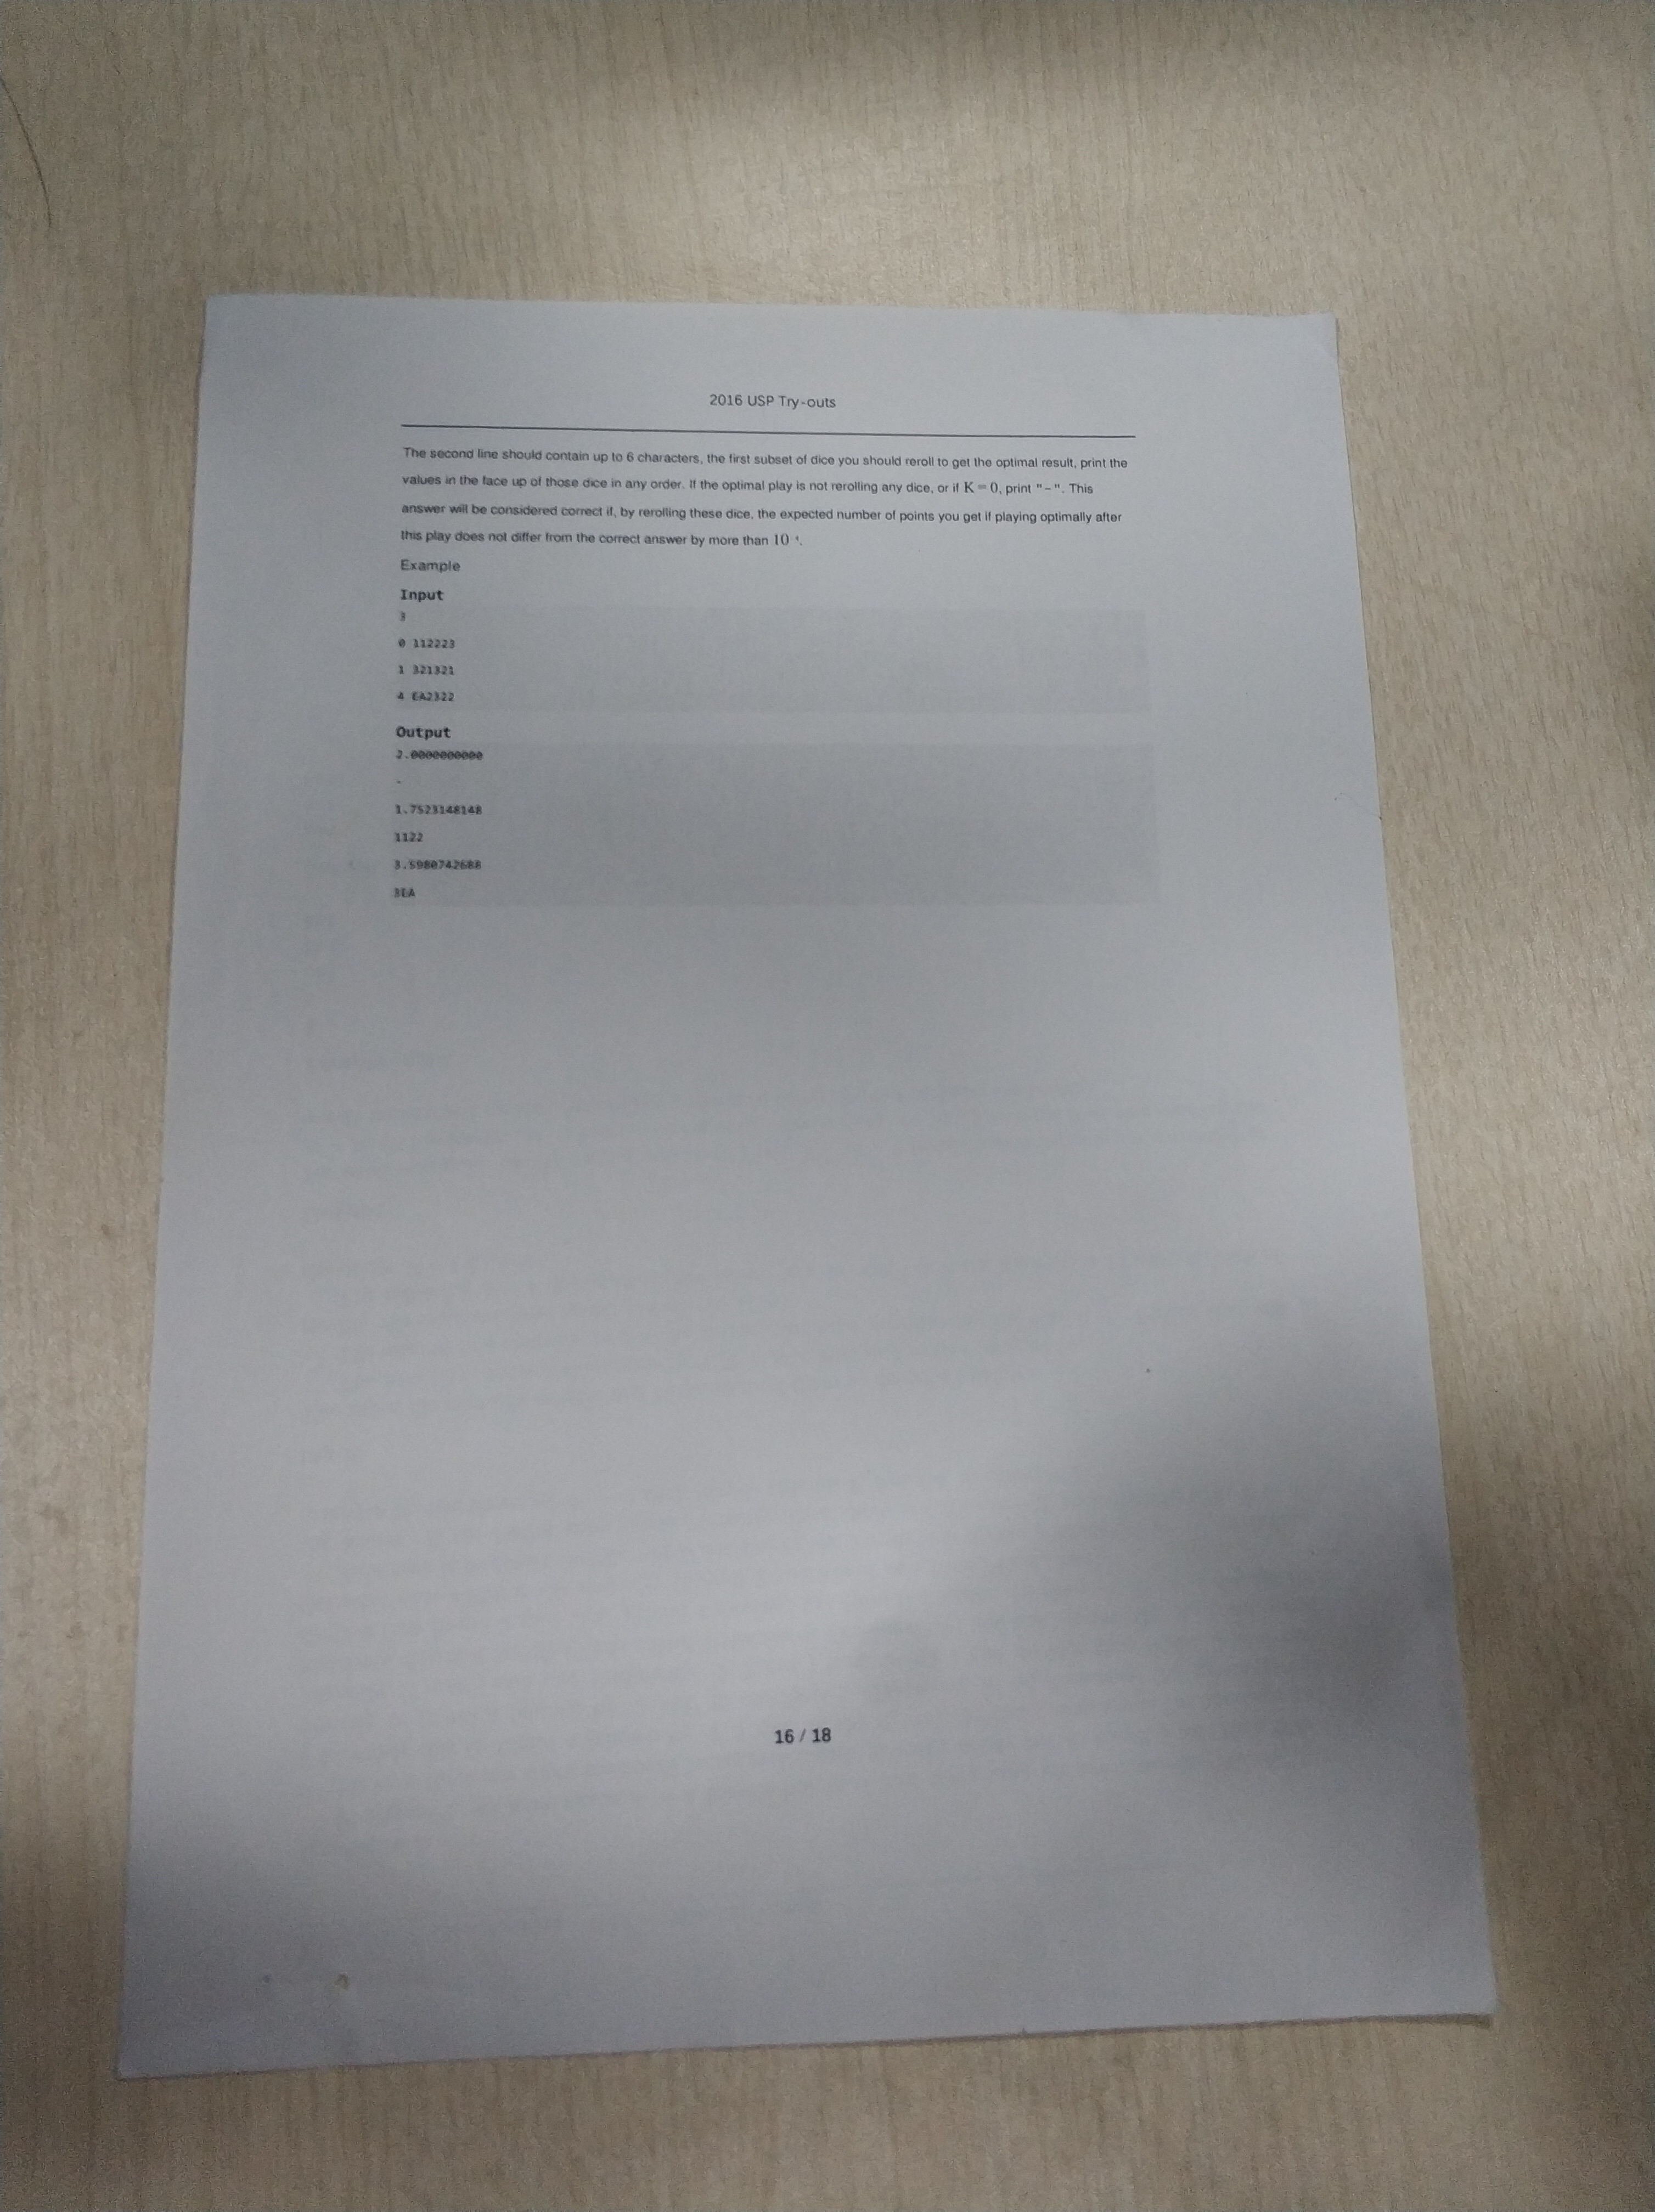 2016 USP Try-outs
The second line should contain up to 6 characters, the first subset of dice you should reroll to get the optimal result, print the
values in the face up of those dice in any order. If the optimal play is not rerolling any dice, or if K = 0, print "-". This
answer will be considered correct if, by rerolling these dice, the expected number of points you get if playing optimally after
this play does not differ from the correct answer by more than 10
Example
Input
3
0 112223
1 321321
4 EA2322
Output
2.0000000000
-
1.7523148148
1122
3.5980742688
3EA
16 / 18